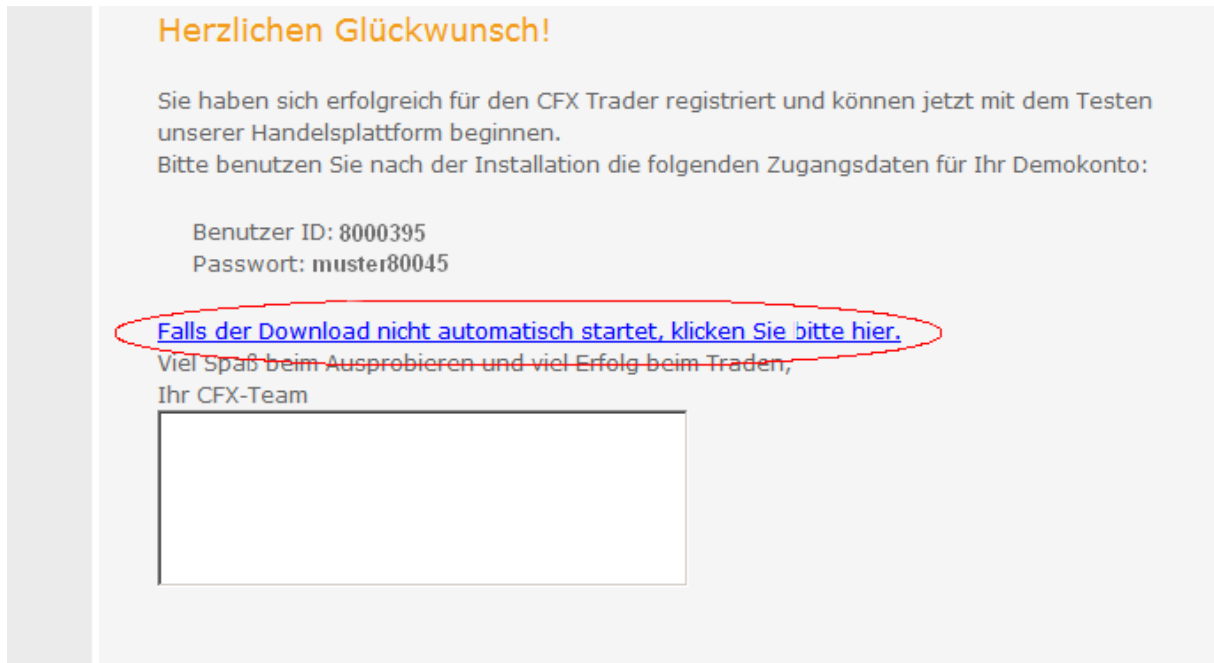 Herzlichen Glückwunsch!
Sie haben sich erfolgreich für den CFX Trader registriert und können jetzt mit dem Testen
unserer Handelsplattform beginnen.
Bitte benutzen Sie nach der Installation die folgenden Zugangsdaten für Ihr Demokonto:
Benutzer ID: 8000395
Passwort: muster80045
Falls der Download nicht automatisch startet, klicken Sie bitte hier.
Viel Spaß beim Ausprobieren und viel Erfolg beim Traden,
Ihr CFX-Team